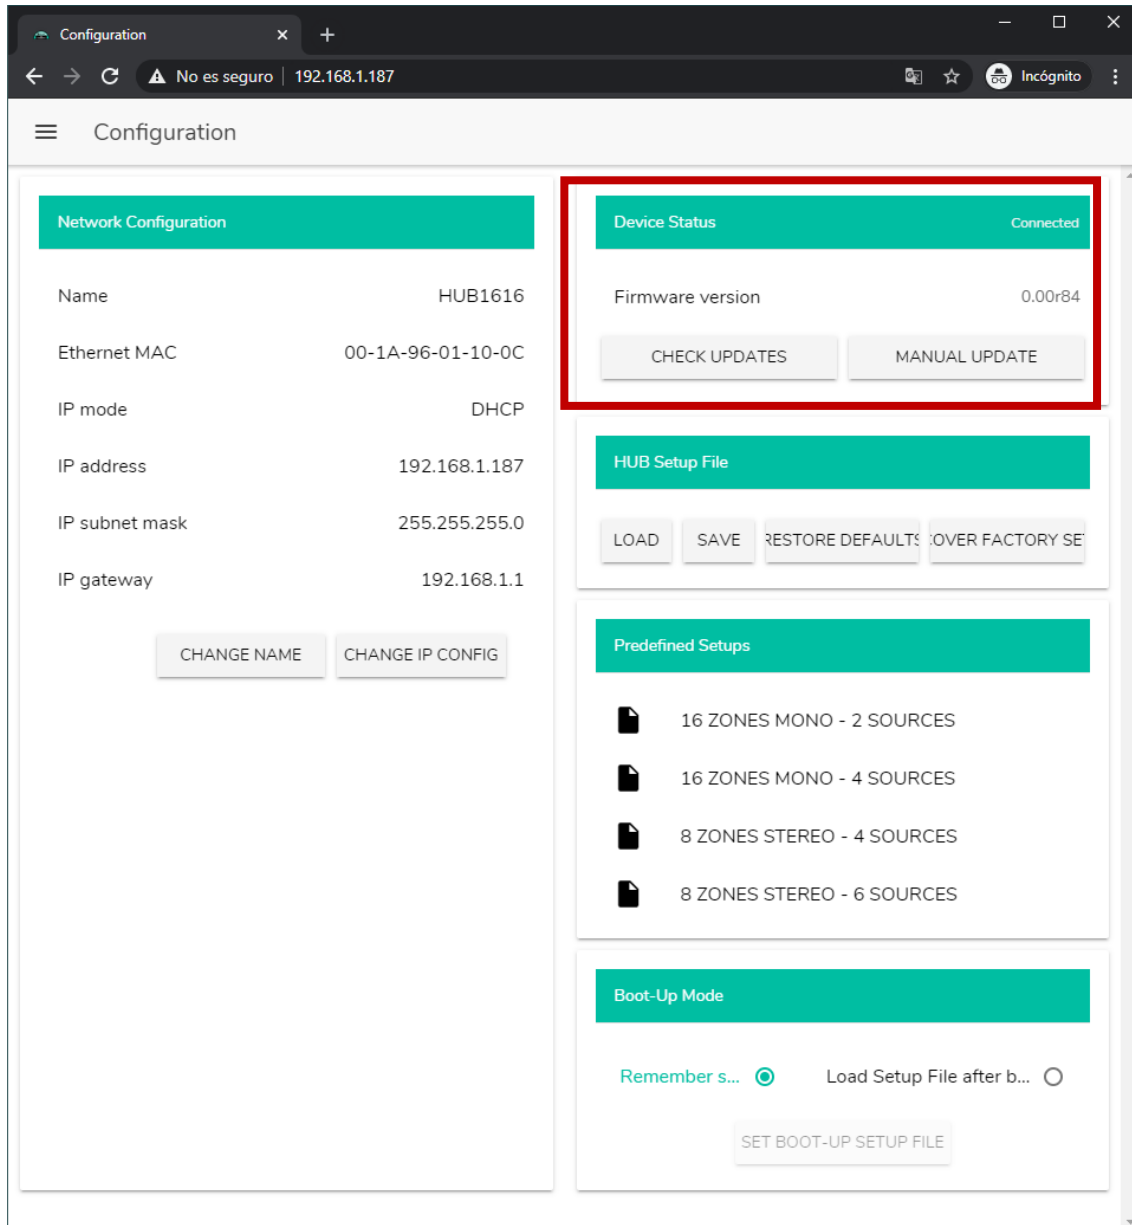 Configuration
No es seguro | 192.168.1.187
Incógnito
Configuration
Network Configuration
Name HUB1616
Ethernet MAC 00-1A-96-01-10-0C
IP mode DHCP
IP address 192.168.1.187
IP subnet mask 255.255.255.0
IP gateway 192.168.1.1
CHANGE NAME CHANGE IP CONFIG
Device Status Connected
Firmware version 0.00r84
CHECK UPDATES MANUAL UPDATE
HUB Setup File
LOAD SAVE RESTORE DEFAULTS COVER FACTORY SET
Predefined Setups
16 ZONES MONO - 2 SOURCES
16 ZONES MONO - 4 SOURCES
8 ZONES STEREO - 4 SOURCES
8 ZONES STEREO - 6 SOURCES
Boot-Up Mode
Remember s... Load Setup File after b...
SET BOOT-UP SETUP FILE